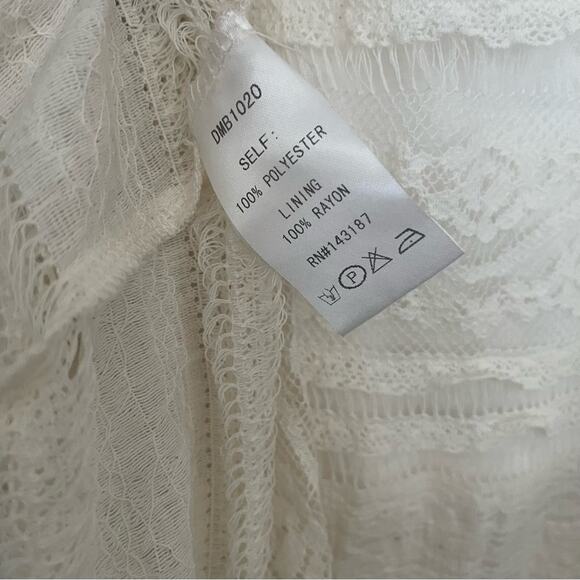 DMB1020
SELF:
100% POLYESTER
LINING
100% RAYON
RN#143187
P